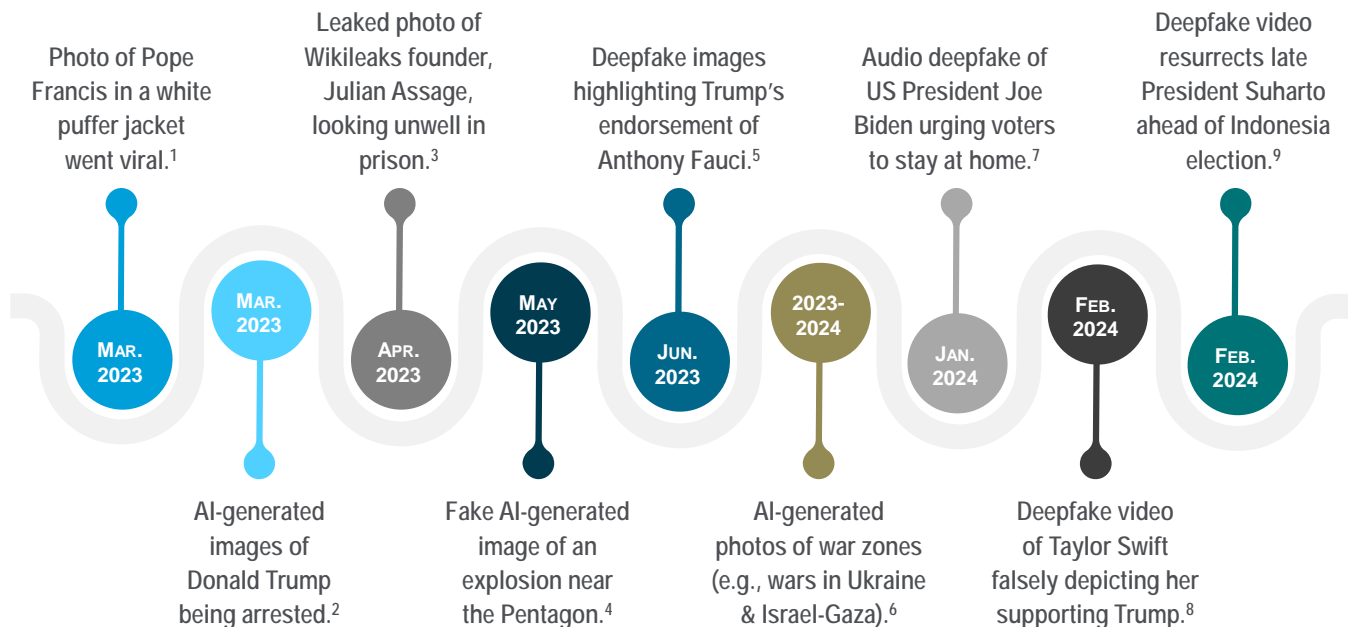 Photo of Pope
Francis in a white
puffer jacket
went viral.1
Leaked photo of
Wikileaks founder,
Julian Assage,
looking unwell in
prison.3
Deepfake images
highlighting Trump's
endorsement of
Anthony Fauci.5
Audio deepfake of
US President Joe
Biden urging voters
to stay at home.7
Deepfake video
resurrects late
President Suharto
ahead of Indonesia
election.9
MAR.
2023
MAR.
2023
APR.
2023
MAY
2023
JUN.
2023
2023-
2024
JAN.
2024
FEB.
2024
FEB.
2024
AI-generated
images of
Donald Trump
being arrested.2
Fake AI-generated
image of an
explosion near
the Pentagon.4
AI-generated
photos of war zones
(e.g., wars in Ukraine
& Israel-Gaza).6
Deepfake video
of Taylor Swift
falsely depicting her
supporting Trump.8